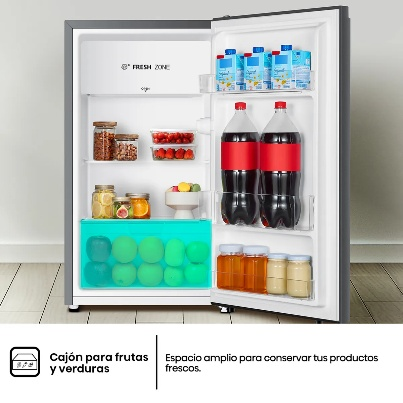 FRESH ZONE
Cajón para frutas
y verduras
Espacio amplio para conservar tus productos
frescos.